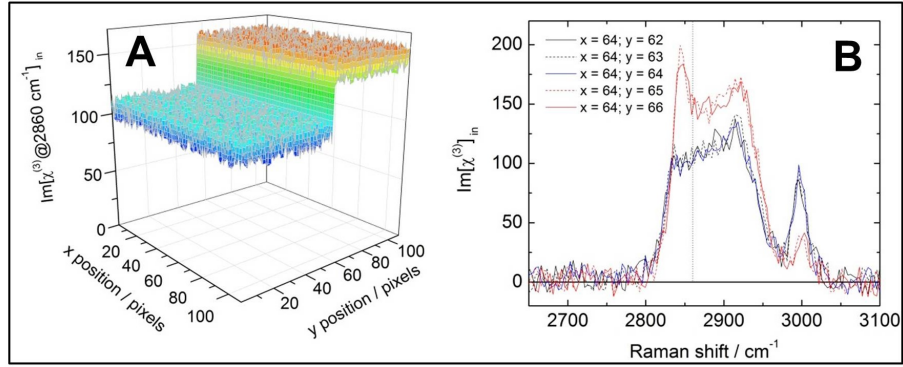 A
Im[χ(3)@2860 cm-1] in
150
100
50
0
20
40
60
80
100
x position / pixels
20
40
60
80
100
y position / pixels
B
x = 64; y = 62
x = 64; y = 63
x = 64; y = 64
x = 64; y = 65
x = 64; y = 66
Im[χ(3)] in
200
150
100
50
0
2700 2800 2900 3000 3100
Raman shift / cm-1